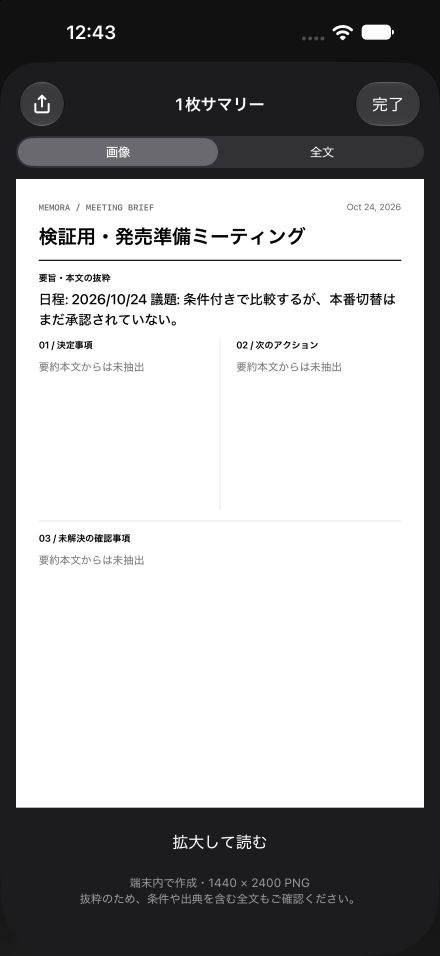 12:43
1枚サマリー
完了
画像
全文
MEMORA / MEETING BRIEF
Oct 24, 2026
検証用・発売準備ミーティング
要旨・本文の抜粋
日程: 2026/10/24 議題: 条件付きで比較するが、本番切替は
まだ承認されていない。
01 / 決定事項
要約本文からは未抽出
02 / 次のアクション
要約本文からは未抽出
03 / 未解決の確認事項
要約本文からは未抽出
拡大して読む
端末内で作成・1440 × 2400 PNG
抜粋のため、条件や出典を含む全文もご確認ください。